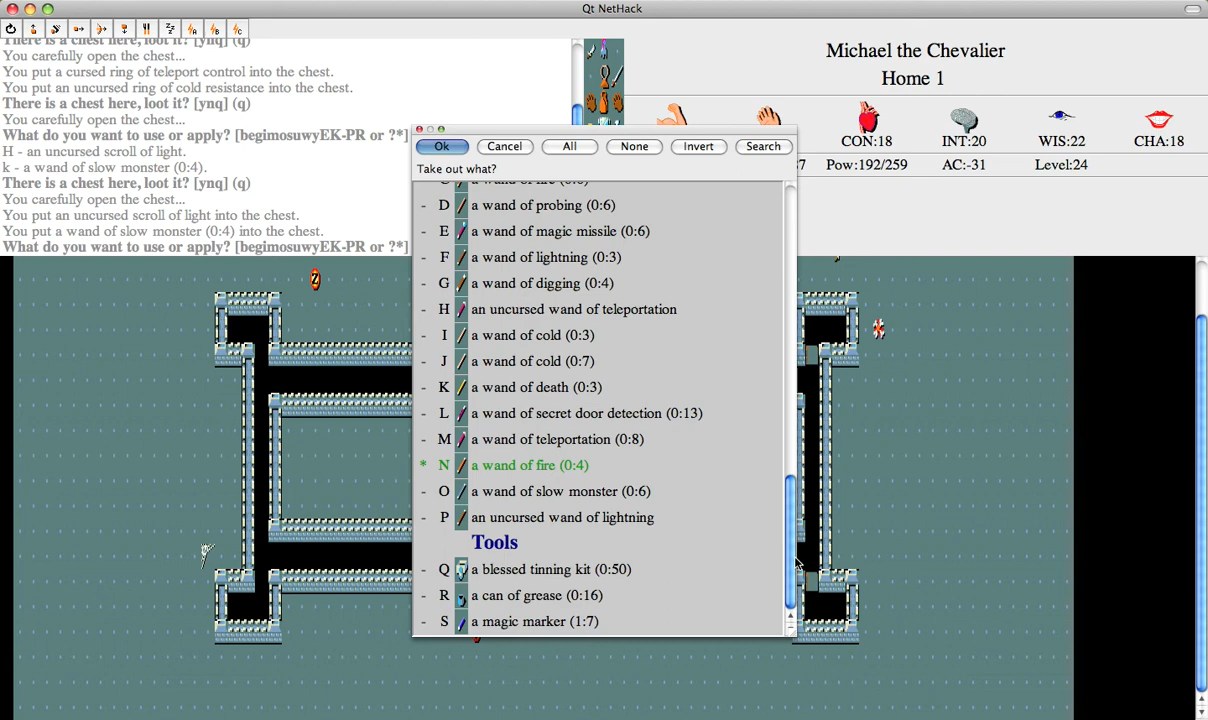 Qt NetHack
There is a chest here, loot it? [ynq] (q)
You carefully open the chest...
You put a cursed ring of teleport control into the chest.
You put an uncursed ring of cold resistance into the chest.
There is a chest here, loot it? [ynq] (q)
You carefully open the chest...
What do you want to use or apply? [begimosuwyEK-PR or ?*]
H - an uncursed scroll of light.
k - a wand of slow monster (0:4).
There is a chest here, loot it? [ynq] (q)
You carefully open the chest...
You put an uncursed scroll of light into the chest.
You put a wand of slow monster (0:4) into the chest.
What do you want to use or apply? [begimosuwyEK-PR or ?*]
Michael the Chevalier
Home 1
CON:18 INT:20 WIS:22 CHA:18
7 Pow:192/259 AC:-31 Level:24
Ok Cancel All None Invert Search
Take out what?
a wand of fire
- D a wand of probing (0:6)
- E a wand of magic missile (0:6)
- F a wand of lightning (0:3)
- G a wand of digging (0:4)
- H an uncursed wand of teleportation
- I a wand of cold (0:3)
- J a wand of cold (0:7)
- K a wand of death (0:3)
- L a wand of secret door detection (0:13)
- M a wand of teleportation (0:8)
* N a wand of fire (0:4)
- O a wand of slow monster (0:6)
- P an uncursed wand of lightning
Tools
- Q a blessed tinning kit (0:50)
- R a can of grease (0:16)
- S a magic marker (1:7)
Z